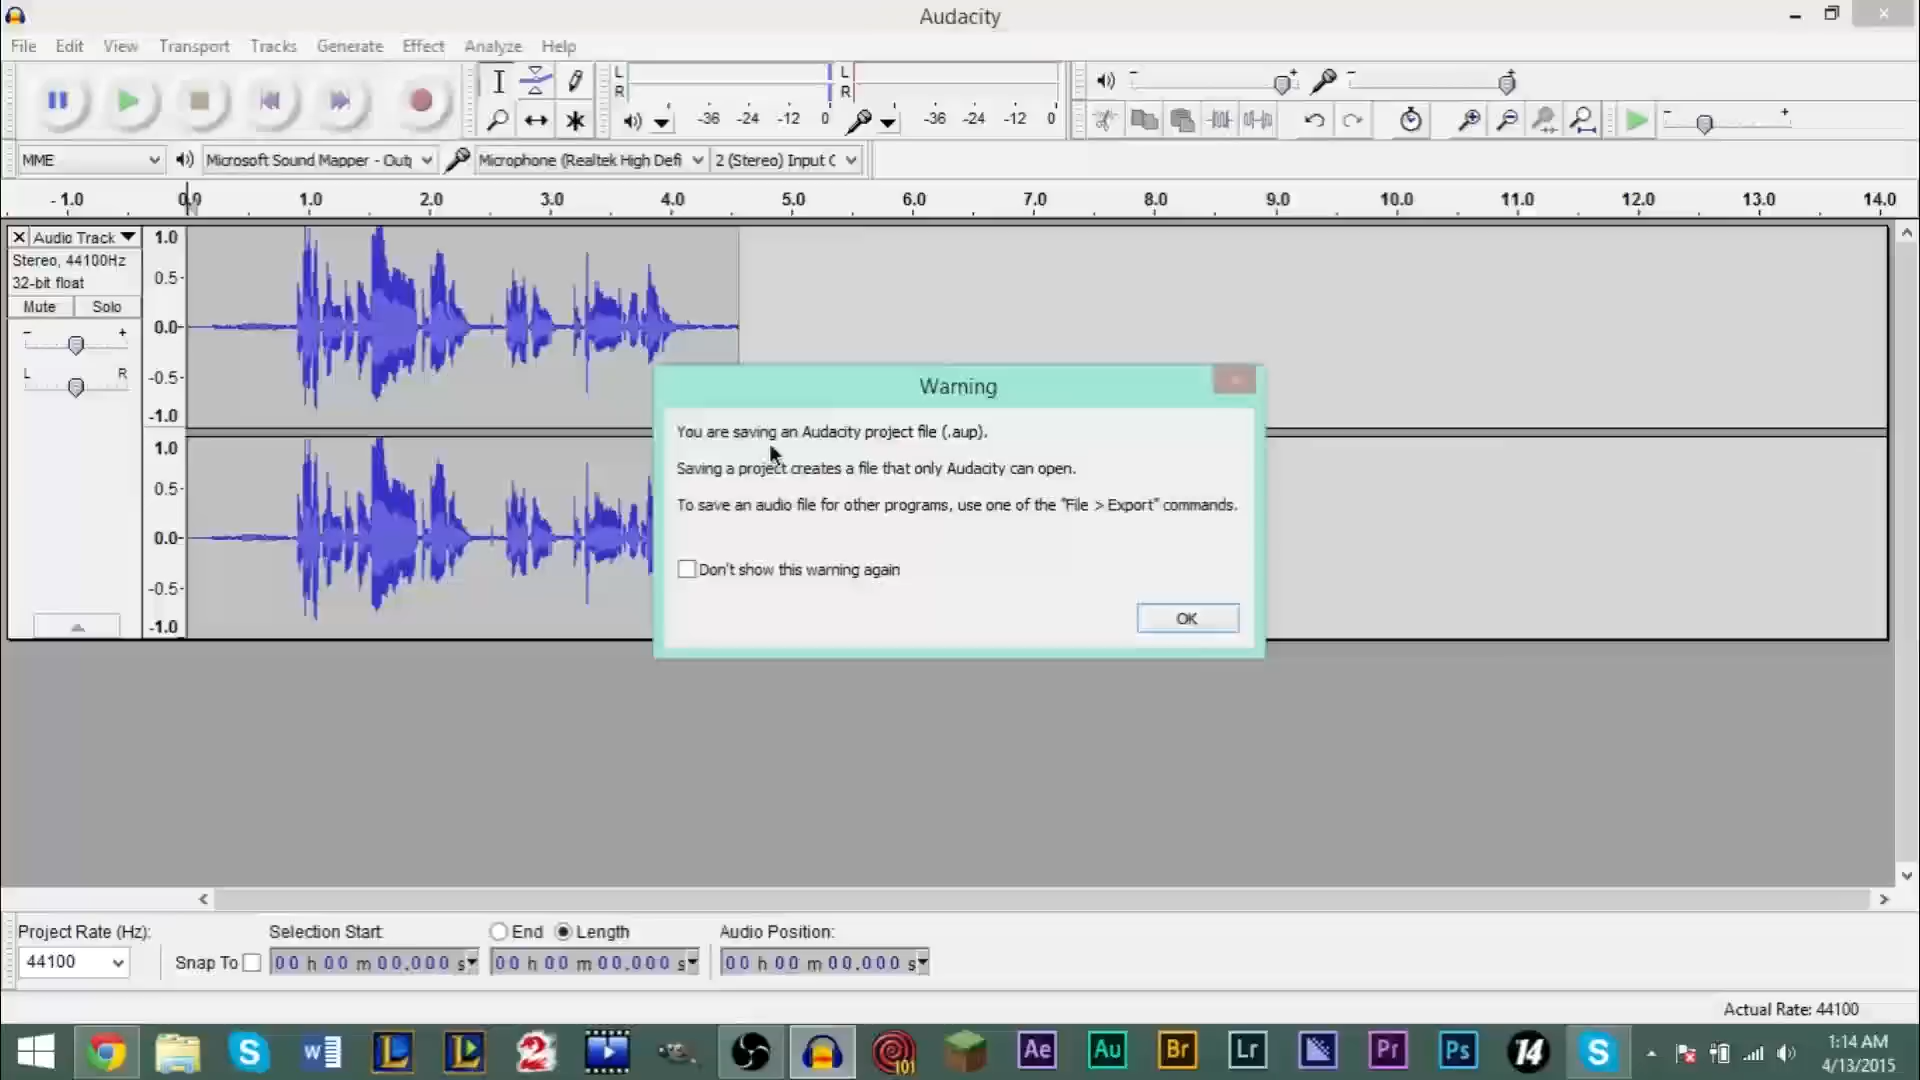 Audacity
File Edit View Transport Tracks Generate Effect Analyze Help
L
R
-36 -24 -12 0
L
R
-36 -24 -12 0
MME
Microsoft Sound Mapper - Outp
Microphone (Realtek High Defi
2 (Stereo) Input C
- 1.0 0.0 1.0 2.0 3.0 4.0 5.0 6.0 7.0 8.0 9.0 10.0 11.0 12.0 13.0 14.0
Audio Track
Stereo, 44100Hz
32-bit float
Mute Solo
- +
L R
1.0
0.5-
0.0-
-0.5-
-1.0
1.0
0.5-
0.0-
-0.5-
-1.0
Warning
You are saving an Audacity project file (.aup).
Saving a project creates a file that only Audacity can open.
To save an audio file for other programs, use one of the "File > Export" commands.
Don't show this warning again
OK
Project Rate (Hz):
44100
Snap To
Selection Start:
00 h 00 m 00.000 s
End Length
00 h 00 m 00.000 s
Audio Position:
00 h 00 m 00.000 s
Actual Rate: 44100
W L L 2 101 Ae Au Br Lr Pr Ps 14 S
1:14 AM
4/13/2015